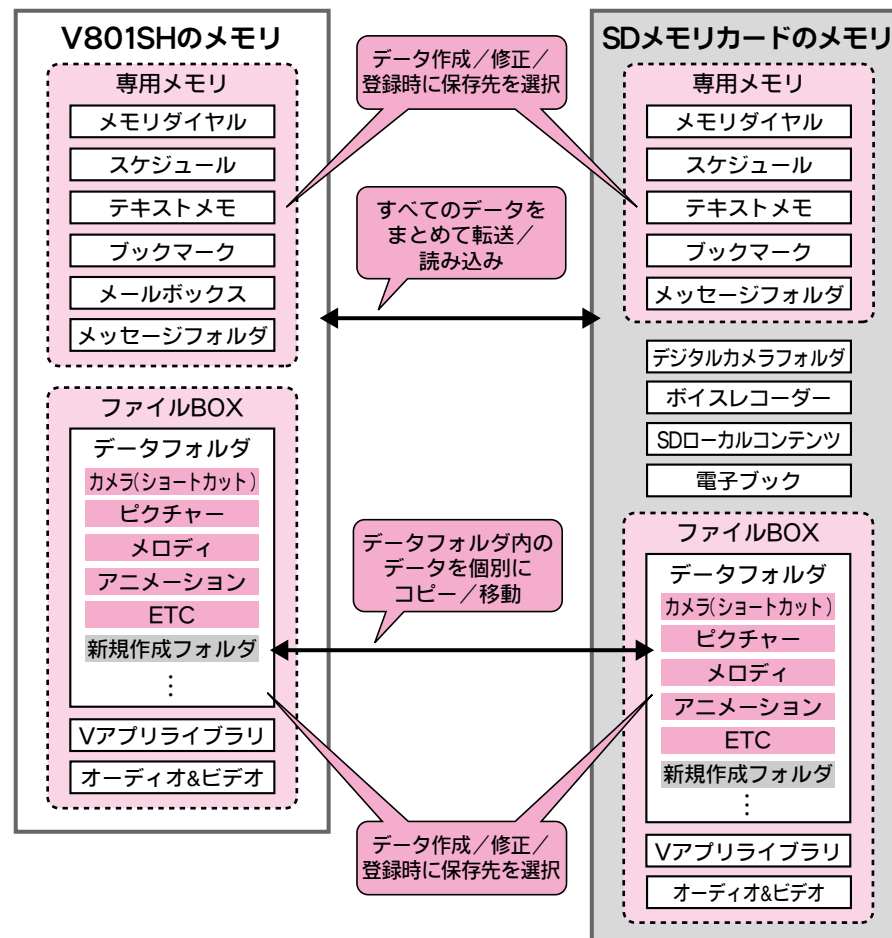 V801SHのメモリ
専用メモリ
メモリダイヤル
スケジュール
テキストメモ
ブックマーク
メールボックス
メッセージフォルダ
ファイルBOX
データフォルダ
カメラ(ショートカット)
ピクチャー
メロディ
アニメーション
ETC
新規作成フォルダ
⋮
Vアプリライブラリ
オーディオ&ビデオ
データ作成／修正／
登録時に保存先を選択
すべてのデータを
まとめて転送／
読み込み
データフォルダ内の
データを個別に
コピー／移動
データ作成／修正／
登録時に保存先を選択
SDメモリカードのメモリ
専用メモリ
メモリダイヤル
スケジュール
テキストメモ
ブックマーク
メッセージフォルダ
デジタルカメラフォルダ
ボイスレコーダー
SDローカルコンテンツ
電子ブック
ファイルBOX
データフォルダ
カメラ(ショートカット)
ピクチャー
メロディ
アニメーション
ETC
新規作成フォルダ
⋮
Vアプリライブラリ
オーディオ&ビデオ